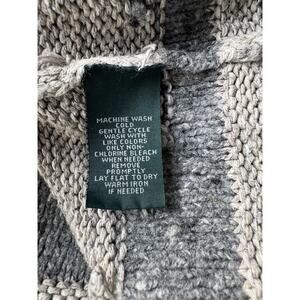 MACHINE WASH
COLD
GENTLE CYCLE
WASH WITH
LIKE COLORS
ONLY NON-
CHLORINE BLEACH
WHEN NEEDED
REMOVE
PROMPTLY
LAY FLAT TO DRY
WARM IRON
IF NEEDED